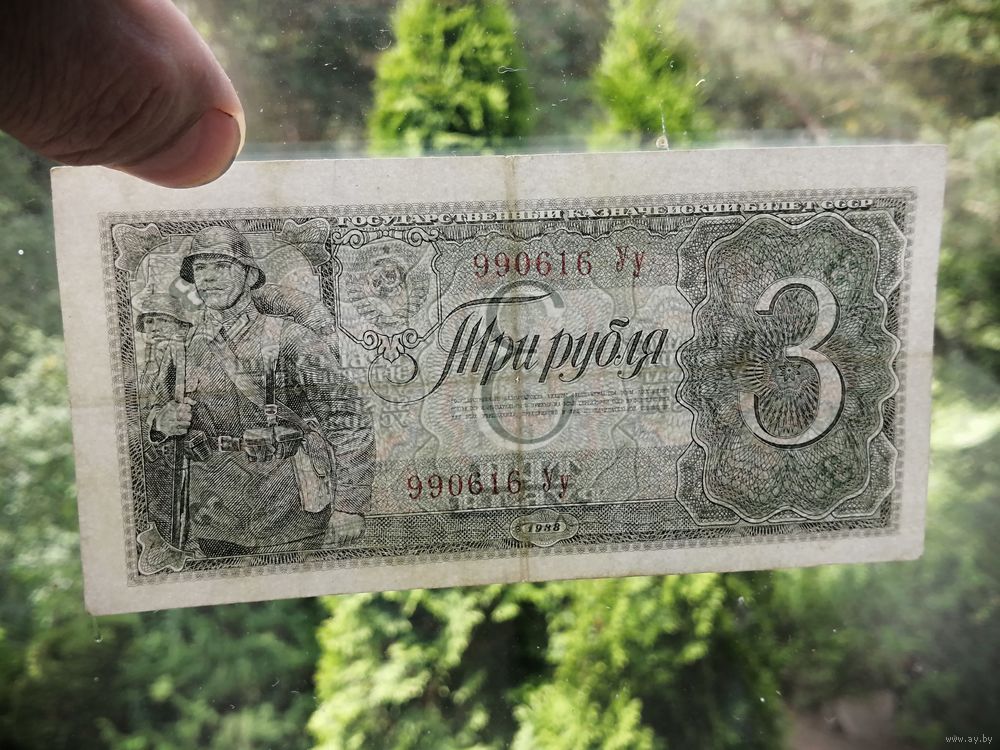 ГОСУДАРСТВЕННЫЙ КАЗНАЧЕЙСКИЙ БИЛЕТ СССР
990616 Уу
Три рубля
3
990616 Уу
1938
www.ay.by